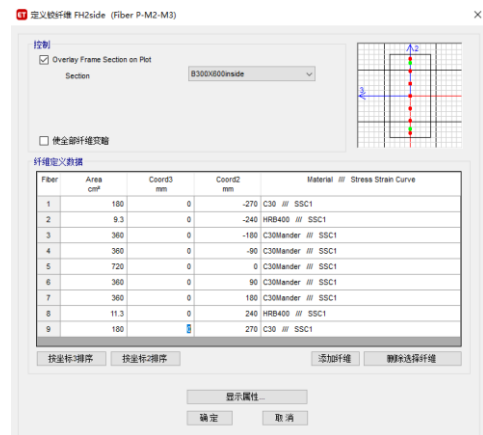 ET 定义铰纤维 FH2side (Fiber P-M2-M3)
控制
Overlay Frame Section on Plot
Section B300X600inside
使全部纤维变暗
2
3
纤维定义数据
Fiber Area Coord3 Coord2 Material /// Stress Strain Curve
cm² mm mm
1 180 0 -270 C30 /// SSC1
2 9.3 0 -240 HRB400 /// SSC1
3 360 0 -180 C30Mander /// SSC1
4 360 0 -90 C30Mander /// SSC1
5 720 0 0 C30Mander /// SSC1
6 360 0 90 C30Mander /// SSC1
7 360 0 180 C30Mander /// SSC1
8 11.3 0 240 HRB400 /// SSC1
9 180 0 270 C30 /// SSC1
按坐标3排序 按坐标2排序 添加纤维 删除选择纤维
显示属性...
确定 取消